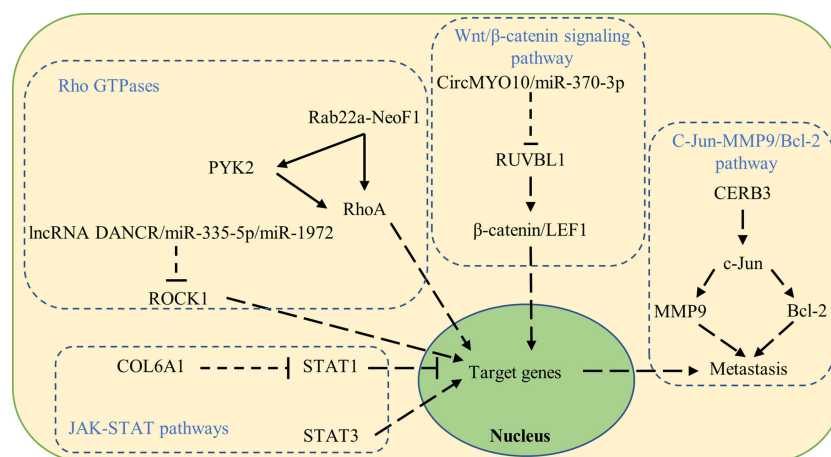 Rho GTPases
Rab22a-NeoF1
PYK2
RhoA
lncRNA DANCR/miR-335-5p/miR-1972
ROCK1
Wnt/β-catenin signaling
pathway
CircMYO10/miR-370-3p
RUVBL1
β-catenin/LEF1
C-Jun-MMP9/Bcl-2
pathway
CERB3
c-Jun
MMP9
Bcl-2
Metastasis
COL6A1
STAT1
Target genes
JAK-STAT pathways
STAT3
Nucleus